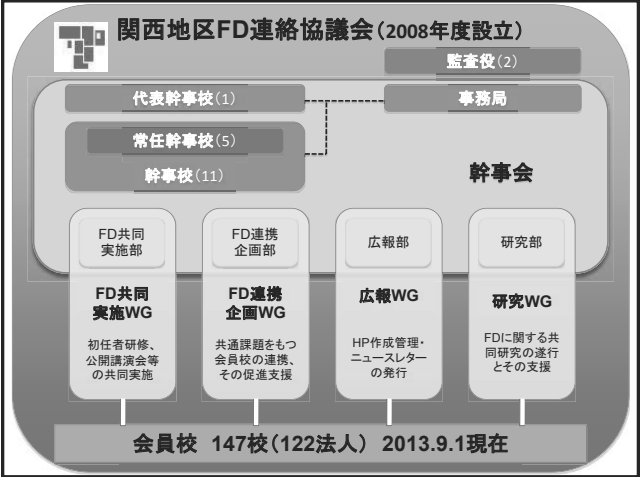 関西地区FD連絡協議会(2008年度設立)
監査役(2)
代表幹事校(1)
事務局
常任幹事校(5)
幹事校(11)
幹事会
FD共同
実施部
FD連携
企画部
広報部
研究部
FD共同
実施WG
初任者研修、
公開講演会等
の共同実施
FD連携
企画WG
共通課題をもつ
会員校の連携、
その促進支援
広報WG
HP作成管理・
ニュースレター
の発行
研究WG
FDに関する共
同研究の遂行
とその支援
会員校 147校(122法人) 2013.9.1現在